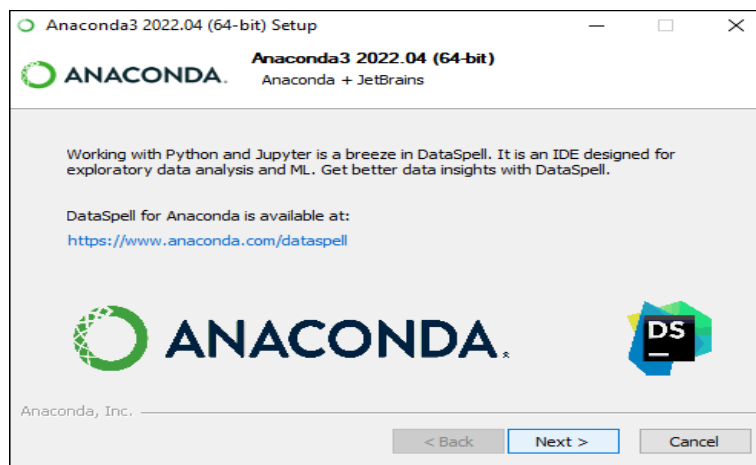 Anaconda3 2022.04 (64-bit) Setup
ANACONDA.
Anaconda3 2022.04 (64-bit)
Anaconda + JetBrains
Working with Python and Jupyter is a breeze in DataSpell. It is an IDE designed for
exploratory data analysis and ML. Get better data insights with DataSpell.
DataSpell for Anaconda is available at:
https://www.anaconda.com/dataspell
ANACONDA.
DS
Anaconda, Inc.
< Back
Next >
Cancel